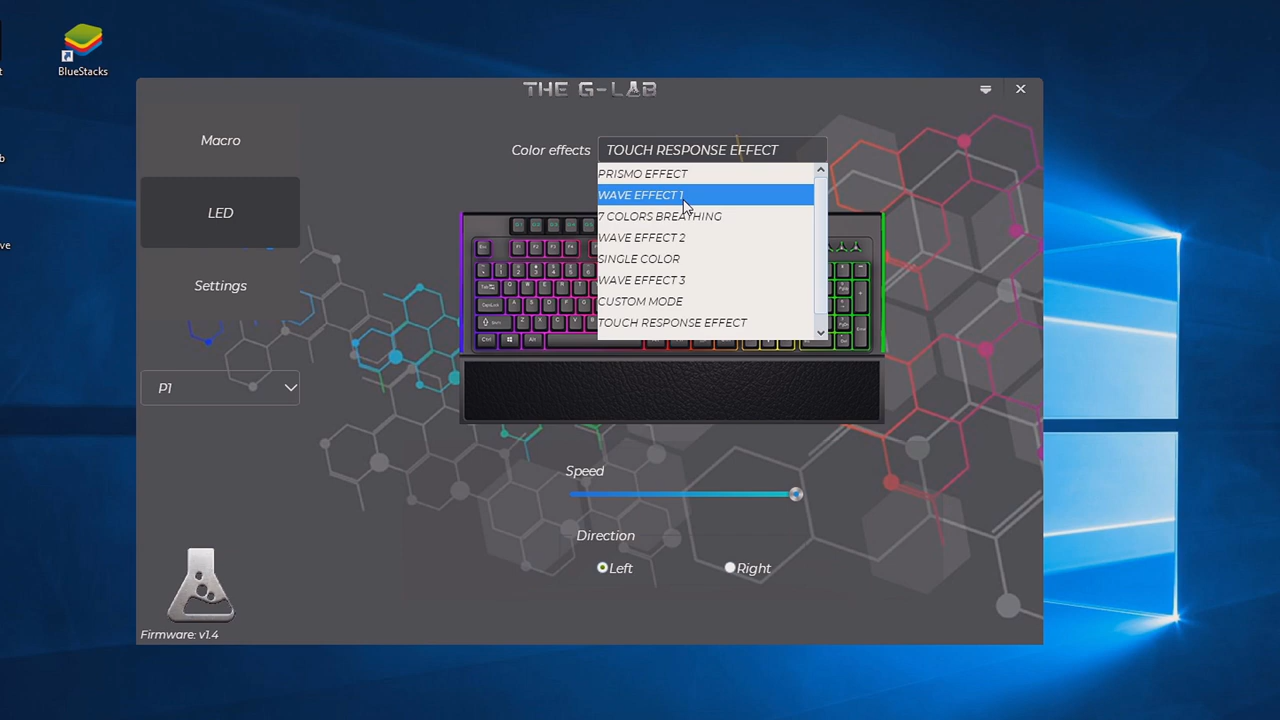 BlueStacks
THE G-LAB
Macro
LED
Settings
P1
Firmware: v1.4
Color effects
TOUCH RESPONSE EFFECT
PRISMO EFFECT
WAVE EFFECT 1
7 COLORS BREATHING
WAVE EFFECT 2
SINGLE COLOR
WAVE EFFECT 3
CUSTOM MODE
TOUCH RESPONSE EFFECT
Speed
Direction
Left
Right